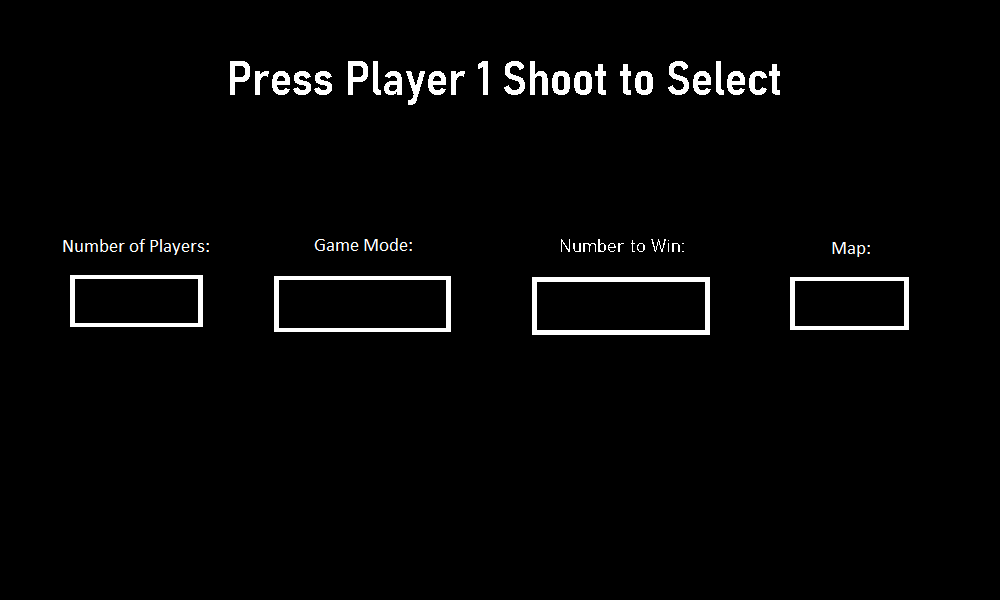 Press Player 1 Shoot to Select
Number of Players:
Game Mode:
Number to Win:
Map: